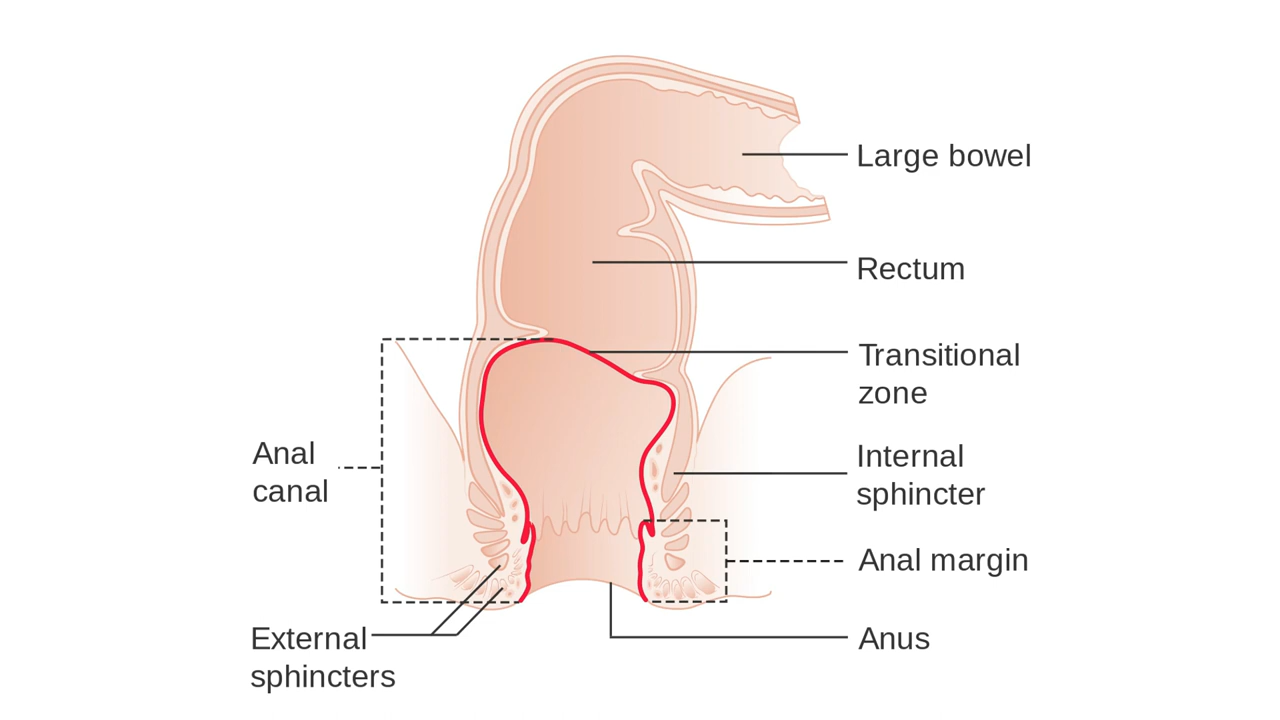 Large bowel
Rectum
Transitional
zone
Anal
canal
Internal
sphincter
Anal margin
External
sphincters
Anus